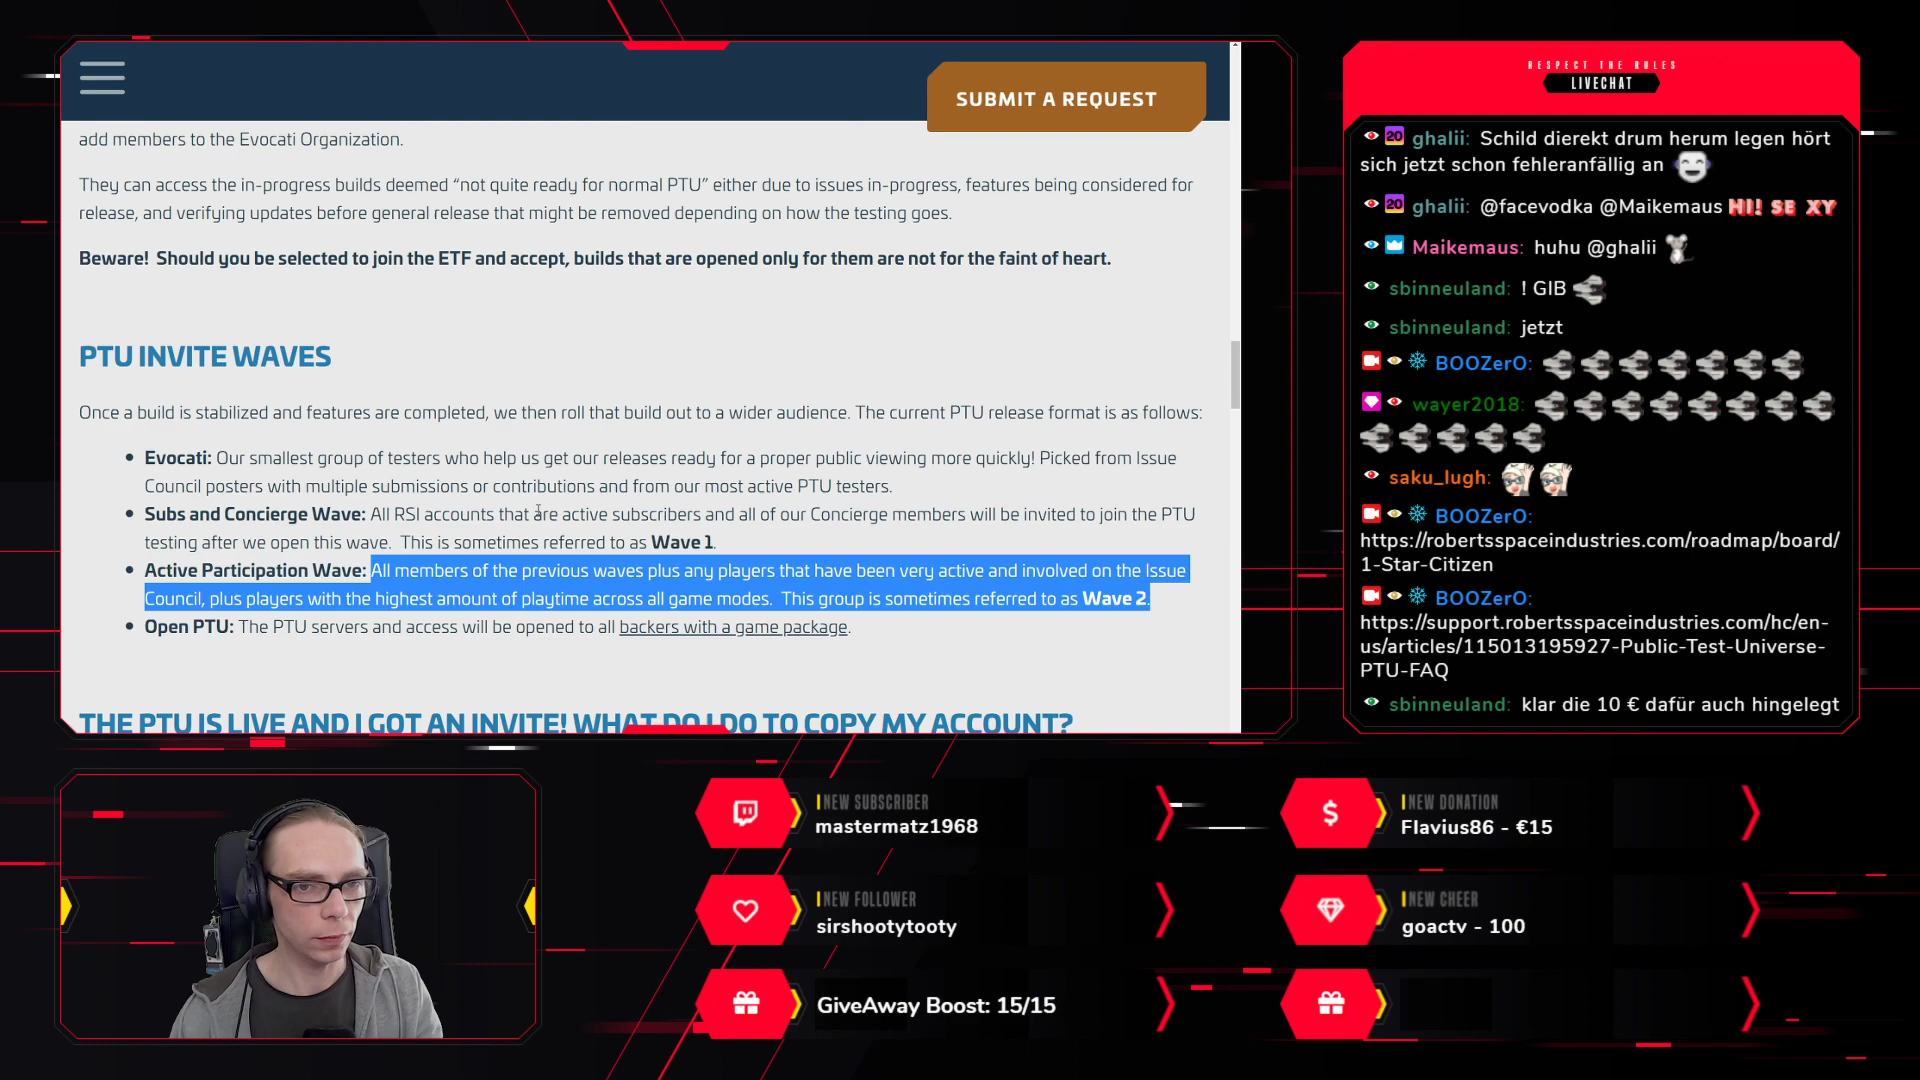 SUBMIT A REQUEST
add members to the Evocati Organization.
They can access the in-progress builds deemed “not quite ready for normal PTU” either due to issues in-progress, features being considered for
release, and verifying updates before general release that might be removed depending on how the testing goes.
Beware!  Should you be selected to join the ETF and accept, builds that are opened only for them are not for the faint of heart.
PTU INVITE WAVES
Once a build is stabilized and features are completed, we then roll that build out to a wider audience. The current PTU release format is as follows:
Evocati: Our smallest group of testers who help us get our releases ready for a proper public viewing more quickly! Picked from Issue
Council posters with multiple submissions or contributions and from our most active PTU testers.
Subs and Concierge Wave: All RSI accounts that are active subscribers and all of our Concierge members will be invited to join the PTU
testing after we open this wave.  This is sometimes referred to as Wave 1.
Active Participation Wave: All members of the previous waves plus any players that have been very active and involved on the Issue
Council, plus players with the highest amount of playtime across all game modes.  This group is sometimes referred to as Wave 2.
Open PTU: The PTU servers and access will be opened to all backers with a game package.
THE PTU IS LIVE AND I GOT AN INVITE! WHAT DO I DO TO COPY MY ACCOUNT?
RESPECT THE RULES
LIVECHAT
20 ghalii: Schild dierekt drum herum legen hört
sich jetzt schon fehleranfällig an
20 ghalii: @facevodka @Maikemaus HI! SE XY
Maikemaus: huhu @ghalii
sbinneuland: ! GIB
sbinneuland: jetzt
BOOZerO:
wayer2018:
saku_lugh:
BOOZerO:
https://robertsspaceindustries.com/roadmap/board/
1-Star-Citizen
BOOZerO:
https://support.robertsspaceindustries.com/hc/en-
us/articles/115013195927-Public-Test-Universe-
PTU-FAQ
sbinneuland: klar die 10 € dafür auch hingelegt
NEW SUBSCRIBER
mastermatz1968
NEW DONATION
Flavius86 - €15
NEW FOLLOWER
sirshootytooty
NEW CHEER
goactv - 100
GiveAway Boost: 15/15